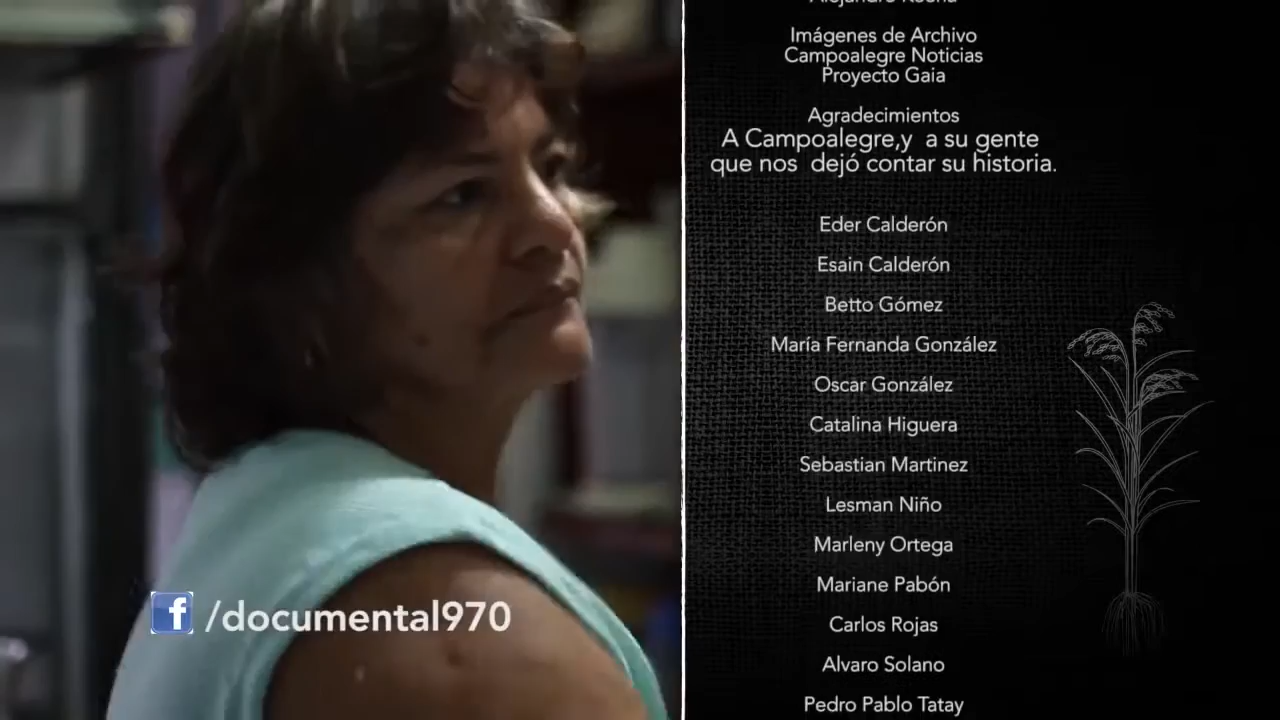 Imágenes de Archivo
Campoalegre Noticias
Proyecto Gaia
Agradecimientos
A Campoalegre,y a su gente
que nos dejó contar su historia.
Eder Calderón
Esain Calderón
Betto Gómez
María Fernanda González
Oscar González
Catalina Higuera
Sebastian Martinez
Lesman Niño
Marleny Ortega
Mariane Pabón
Carlos Rojas
Alvaro Solano
Pedro Pablo Tatay
f /documental970